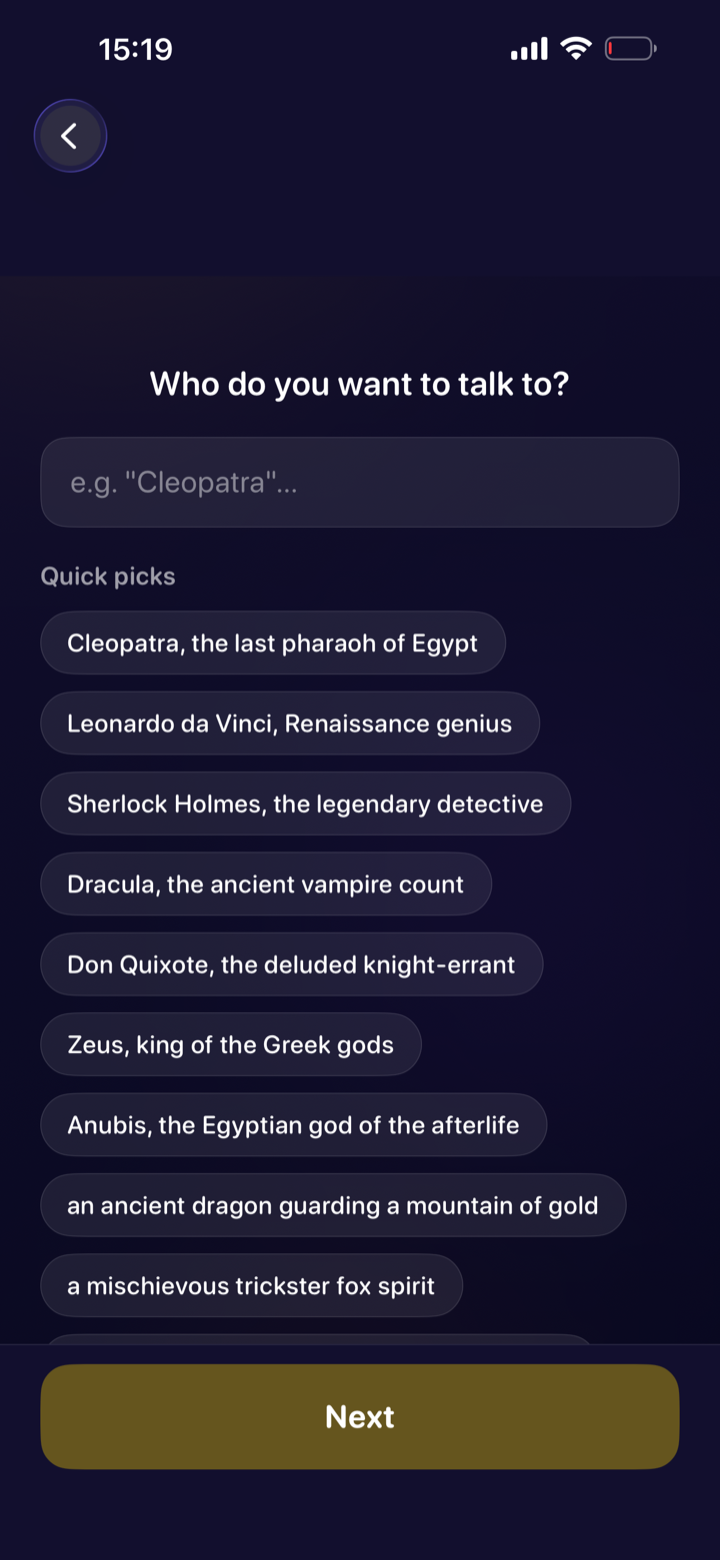 15:19
Who do you want to talk to?
e.g. "Cleopatra"...
Quick picks
Cleopatra, the last pharaoh of Egypt
Leonardo da Vinci, Renaissance genius
Sherlock Holmes, the legendary detective
Dracula, the ancient vampire count
Don Quixote, the deluded knight-errant
Zeus, king of the Greek gods
Anubis, the Egyptian god of the afterlife
an ancient dragon guarding a mountain of gold
a mischievous trickster fox spirit
Next